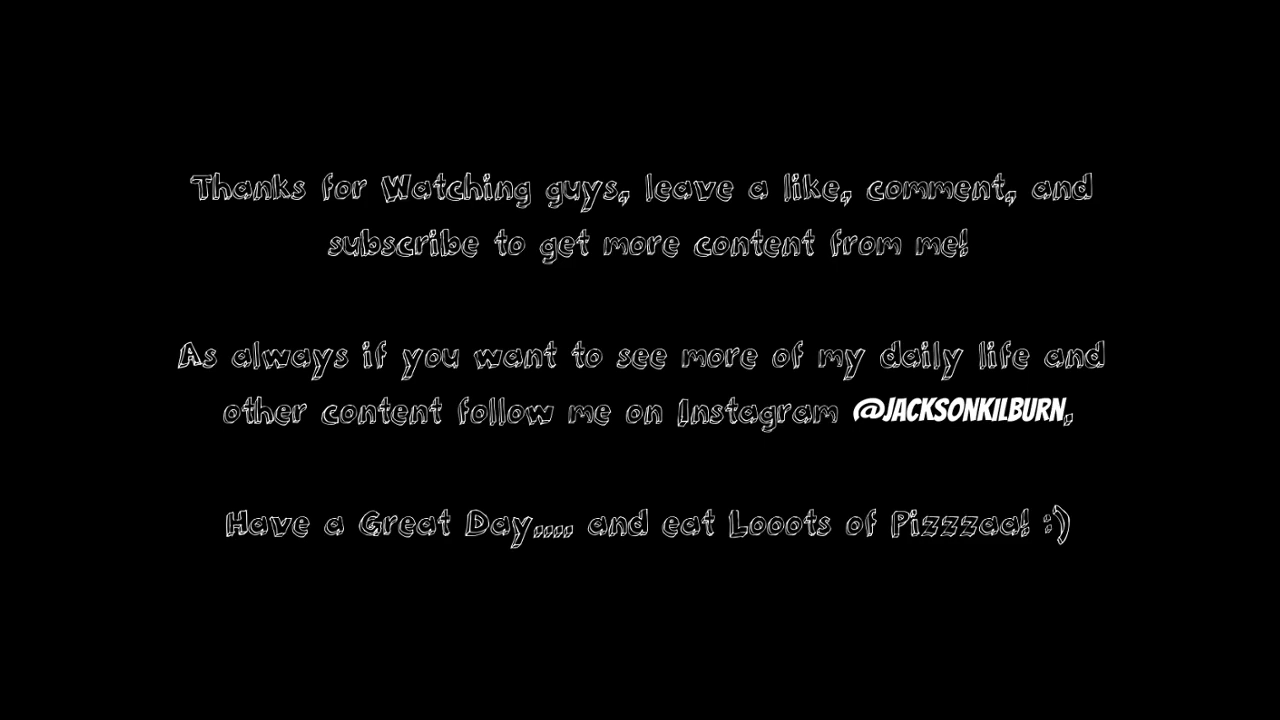 Thanks for Watching guys, leave a like, comment, and
subscribe to get more content from me!
As always if you want to see more of my daily life and
other content follow me on Instagram @JACKSONKILBURN,
Have a Great Day,,,, and eat Looots of Pizzzaa! :')